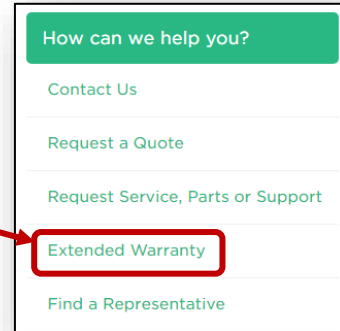 How can we help you?
Contact Us
Request a Quote
Request Service, Parts or Support
Extended Warranty
Find a Representative